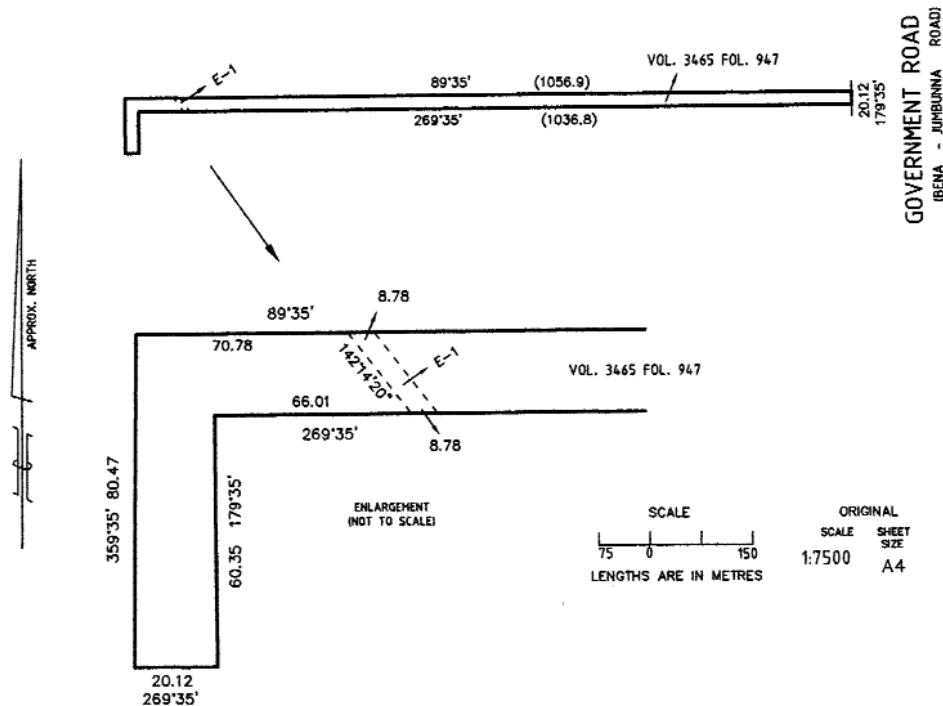 E-1
89°35'
(1056.9)
VOL. 3465 FOL. 947
269°35'
(1036.8)
20.12
179°35'
GOVERNMENT ROAD
(BENA - JUMBUNNA ROAD)
APPROX. NORTH
89°35'
8.78
70.78
142°14'20"
E-1
VOL. 3465 FOL. 947
66.01
269°35'
8.78
359°35' 80.47
60.35 179°35'
ENLARGEMENT
(NOT TO SCALE)
SCALE
75 0 150
LENGTHS ARE IN METRES
ORIGINAL
SCALE SHEET
SIZE
1:7500 A4
20.12
269°35'